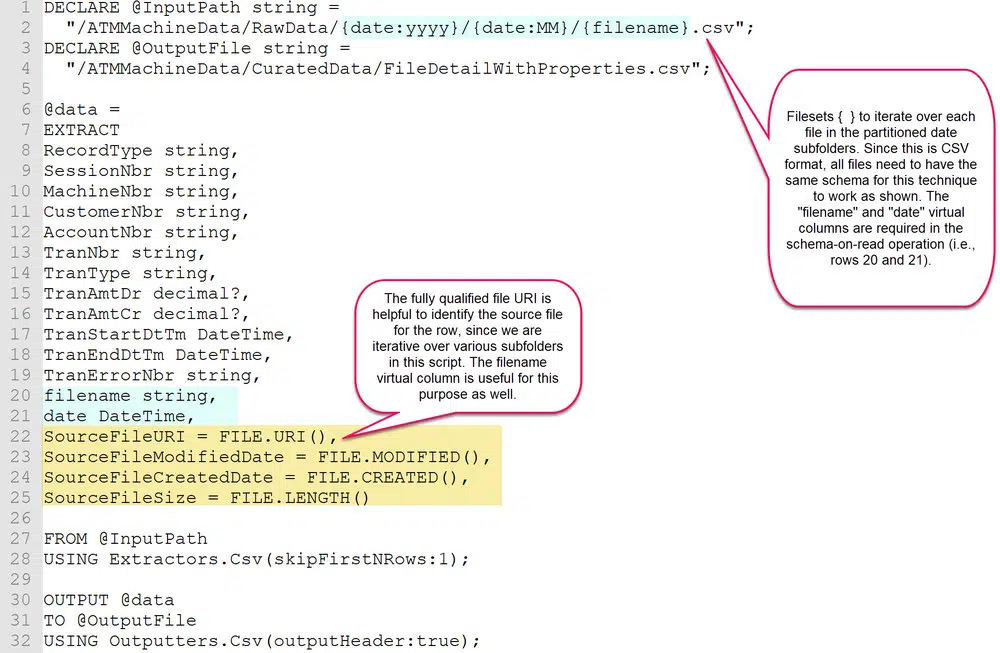 1 DECLARE @InputPath string =
2 "/ATMMachineData/RawData/{date:yyyy}/{date:MM}/{filename}.csv";
3 DECLARE @OutputFile string =
4 "/ATMMachineData/CuratedData/FileDetailWithProperties.csv";
5
6 @data =
7 EXTRACT
8 RecordType string,
9 SessionNbr string,
10 MachineNbr string,
11 CustomerNbr string,
12 AccountNbr string,
13 TranNbr string,
14 TranType string,
15 TranAmtDr decimal?,
16 TranAmtCr decimal?,
17 TranStartDtTm DateTime,
18 TranEndDtTm DateTime,
19 TranErrorNbr string,
20 filename string,
21 date DateTime,
22 SourceFileURI = FILE.URI(),
23 SourceFileModifiedDate = FILE.MODIFIED(),
24 SourceFileCreatedDate = FILE.CREATED(),
25 SourceFileSize = FILE.LENGTH()
26
27 FROM @InputPath
28 USING Extractors.Csv(skipFirstNRows:1);
29
30 OUTPUT @data
31 TO @OutputFile
32 USING Outputters.Csv(outputHeader:true);
Filesets { } to iterate over each
file in the partitioned date
subfolders. Since this is CSV
format, all files need to have the
same schema for this technique
to work as shown. The
"filename" and "date" virtual
columns are required in the
schema-on-read operation (i.e.,
rows 20 and 21).
The fully qualified file URI is
helpful to identify the source file
for the row, since we are
iterative over various subfolders
in this script. The filename
virtual column is useful for this
purpose as well.